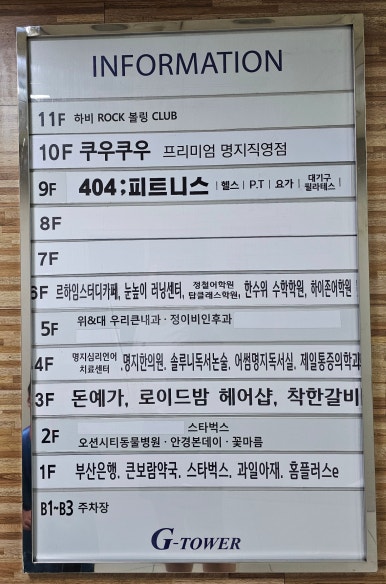 INFORMATION
11F 하비 ROCK 볼링 CLUB
10F 쿠우쿠우 프리미엄 명지직영점
9F 404;피트니스 | 헬스 | P.T | 요가 | 대기구 필라테스 |
8F
7F
6F 르하임스터디카페, 눈높이 러닝센터, 정철어학원 탑클래스학원, 한수위 수학학원, 하이존어학원
5F 위&대 우리큰내과 · 정이비인후과
4F 명지심리언어 치료센터 , 명지한의원, 솔루니독서논술, 어썸명지독서실, 제일통증의학과
3F 돈예가, 로이드밤 헤어샵, 착한갈비
2F 스타벅스
오션시티동물병원 · 안경본데이 · 꽃마름
1F 부산은행. 큰보람약국. 스타벅스. 과일아재. 홈플러스e
B1~B3 주차장
G-TOWER